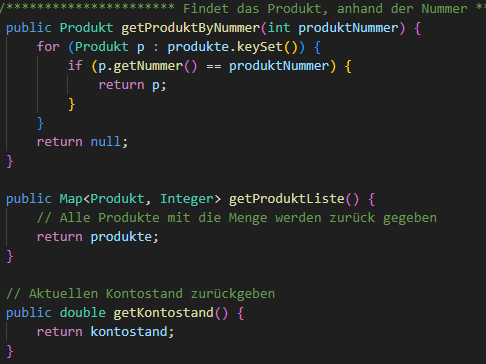 /********************** Findet das Produkt, anhand der Nummer **
public Produkt getProduktByNummer(int produktNummer) {
    for (Produkt p : produkte.keySet()) {
        if (p.getNummer() == produktNummer) {
            return p;
        }
    }
    return null;
}

public Map<Produkt, Integer> getProduktListe() {
    // Alle Produkte mit die Menge werden zurück gegeben
    return produkte;
}

// Aktuellen Kontostand zurückgeben
public double getKontostand() {
    return kontostand;
}